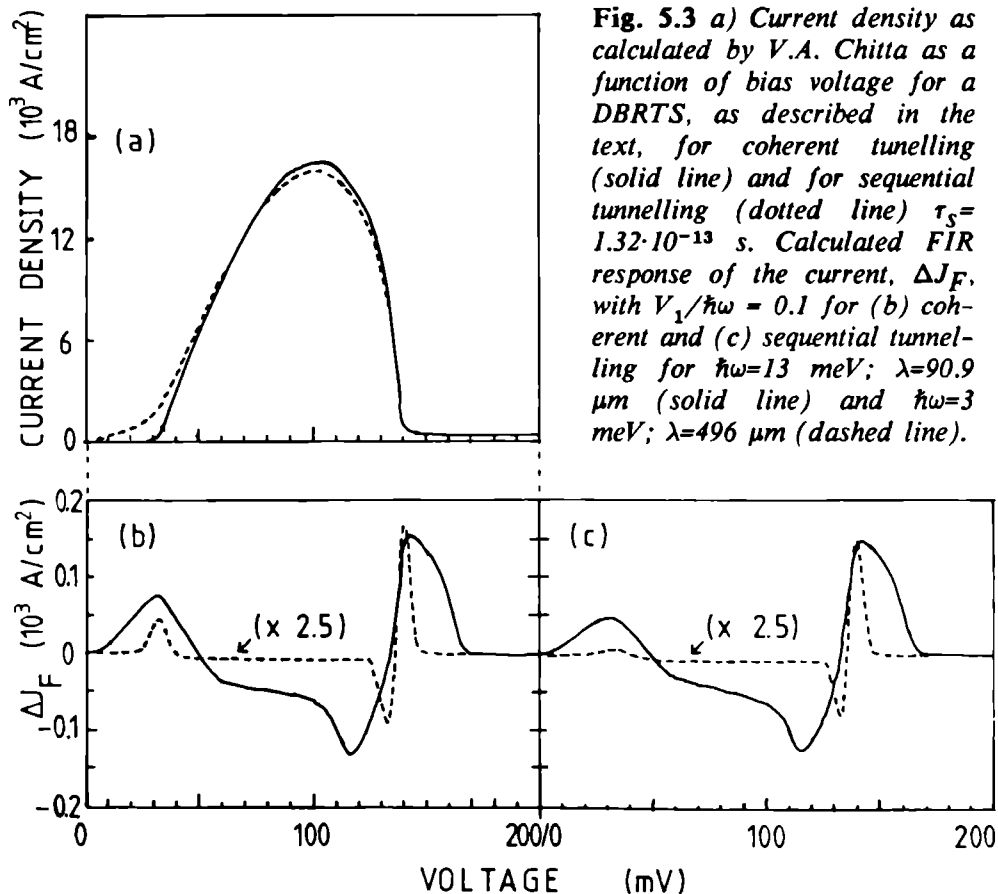 Fig. 5.3 a) Current density as
calculated by V.A. Chitta as a
function of bias voltage for a
DBRTS, as described in the
text, for coherent tunelling
(solid line) and for sequential
tunnelling (dotted line) τ_S=
1.32·10⁻¹³ s. Calculated FIR
response of the current, ΔJ_F,
with V₁/ħω = 0.1 for (b) coh-
erent and (c) sequential tunnel-
ling for ħω=13 meV; λ=90.9
μm (solid line) and ħω=3
meV; λ=496 μm (dashed line).
CURRENT DENSITY (10³ A/cm²)
18
12
6
0
(a)
ΔJ_F (10³ A/cm²)
0.2
0.1
0
-0.1
-0.2
(b)
(x 2.5)
(c)
(x 2.5)
0 100 200/0 100 200
VOLTAGE (mV)